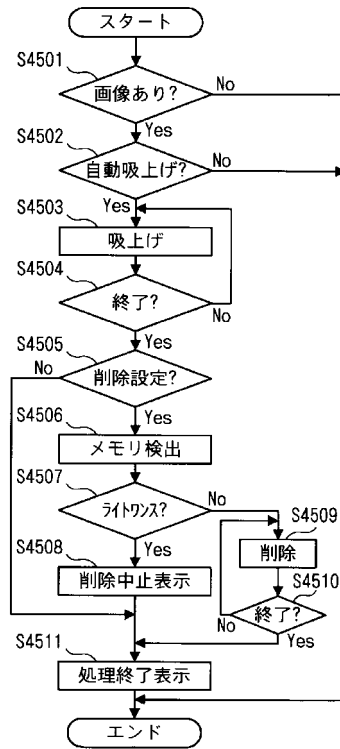 スタート
S4501
画像あり?
No
Yes
S4502
自動吸上げ?
No
Yes
S4503
吸上げ
S4504
終了?
No
Yes
S4505
No
削除設定?
Yes
S4506
メモリ検出
S4507
ライトワンス?
No
Yes
S4508
削除中止表示
S4509
削除
S4510
終了?
No
Yes
S4511
処理終了表示
エンド